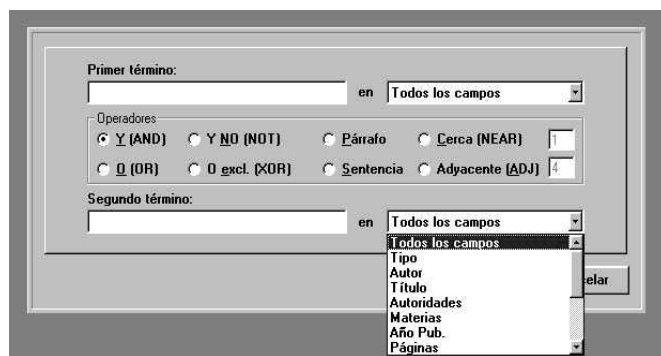 Primer término:
en Todos los campos
Operadores
Y (AND) Y NO (NOT) Párrafo Cerca (NEAR) 1
O (OR) O excl. (XOR) Sentencia Adyacente (ADJ) 4
Segundo término:
en Todos los campos
Todos los campos
Tipo
Autor
Título
Autoridades
Materias
Año Pub.
Páginas
elar